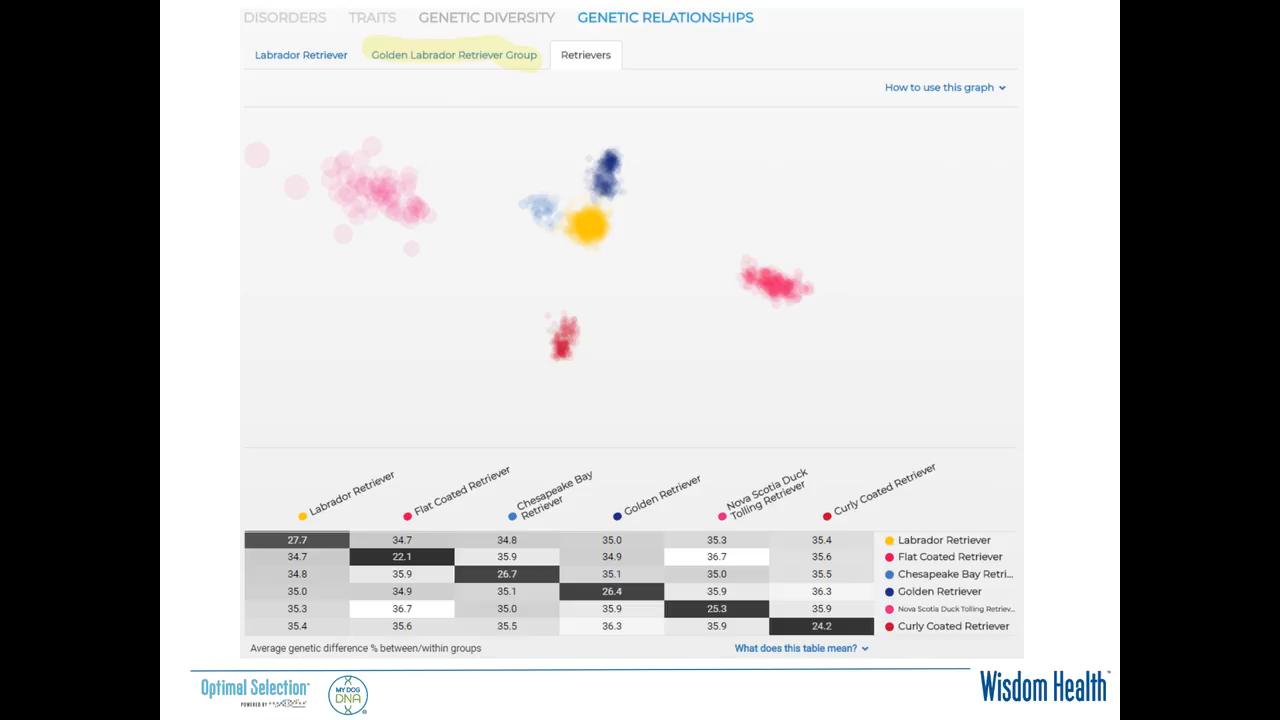 DISORDERS TRAITS GENETIC DIVERSITY GENETIC RELATIONSHIPS
Labrador Retriever Golden Labrador Retriever Group Retrievers
How to use this graph
Labrador Retriever
Flat Coated Retriever
Chesapeake Bay
Retriever
Golden Retriever
Nova Scotia Duck
Tolling Retriever
Curly Coated Retriever
27.7 34.7 34.8 35.0 35.3 35.4 Labrador Retriever
34.7 22.1 35.9 34.9 36.7 35.6 Flat Coated Retriever
34.8 35.9 26.7 35.1 35.0 35.5 Chesapeake Bay Retri...
35.0 34.9 35.1 26.4 35.9 36.3 Golden Retriever
35.3 36.7 35.0 35.9 25.3 35.9 Nova Scotia Duck Tolling Retriev...
35.4 35.6 35.5 36.3 35.9 24.2 Curly Coated Retriever
Average genetic difference % between/within groups What does this table mean?
Optimal Selection™
POWERED BY
MY DOG
DNA
®
Wisdom Health™